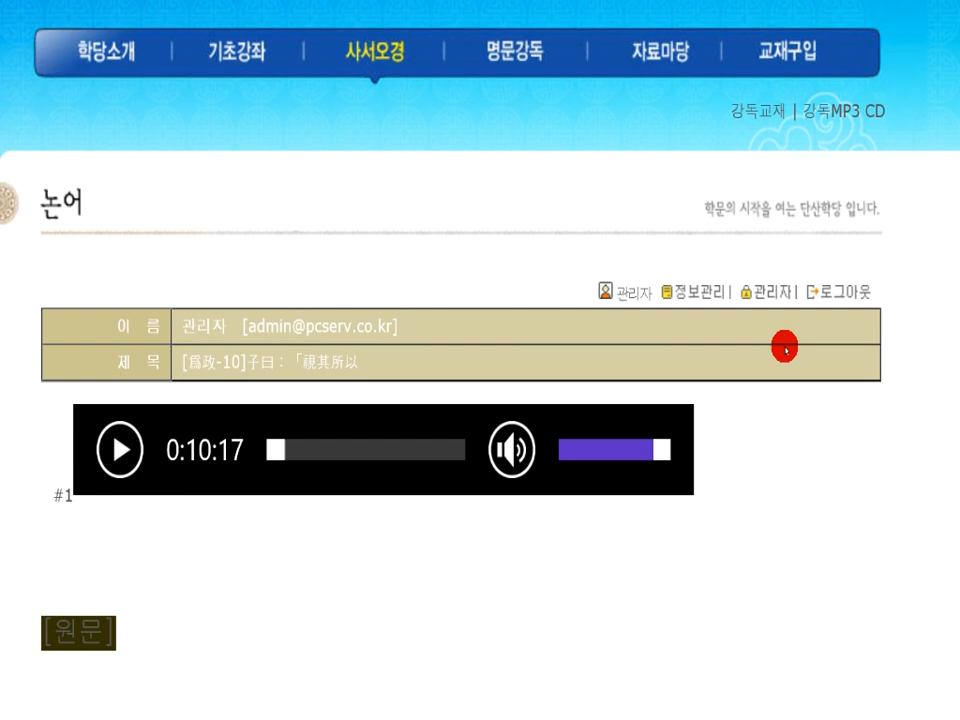 학당소개 | 기초강좌 | 사서오경 | 명문강독 | 자료마당 | 교재구입
강독교재 | 강독MP3 CD
논어
학문의 시작을 여는 단산학당 입니다.
관리자 정보관리| 관리자| 로그아웃
이 름 관리자 [admin@pcserv.co.kr]
제 목 [爲政-10]子曰：「視其所以
0:10:17
#1
[원문]